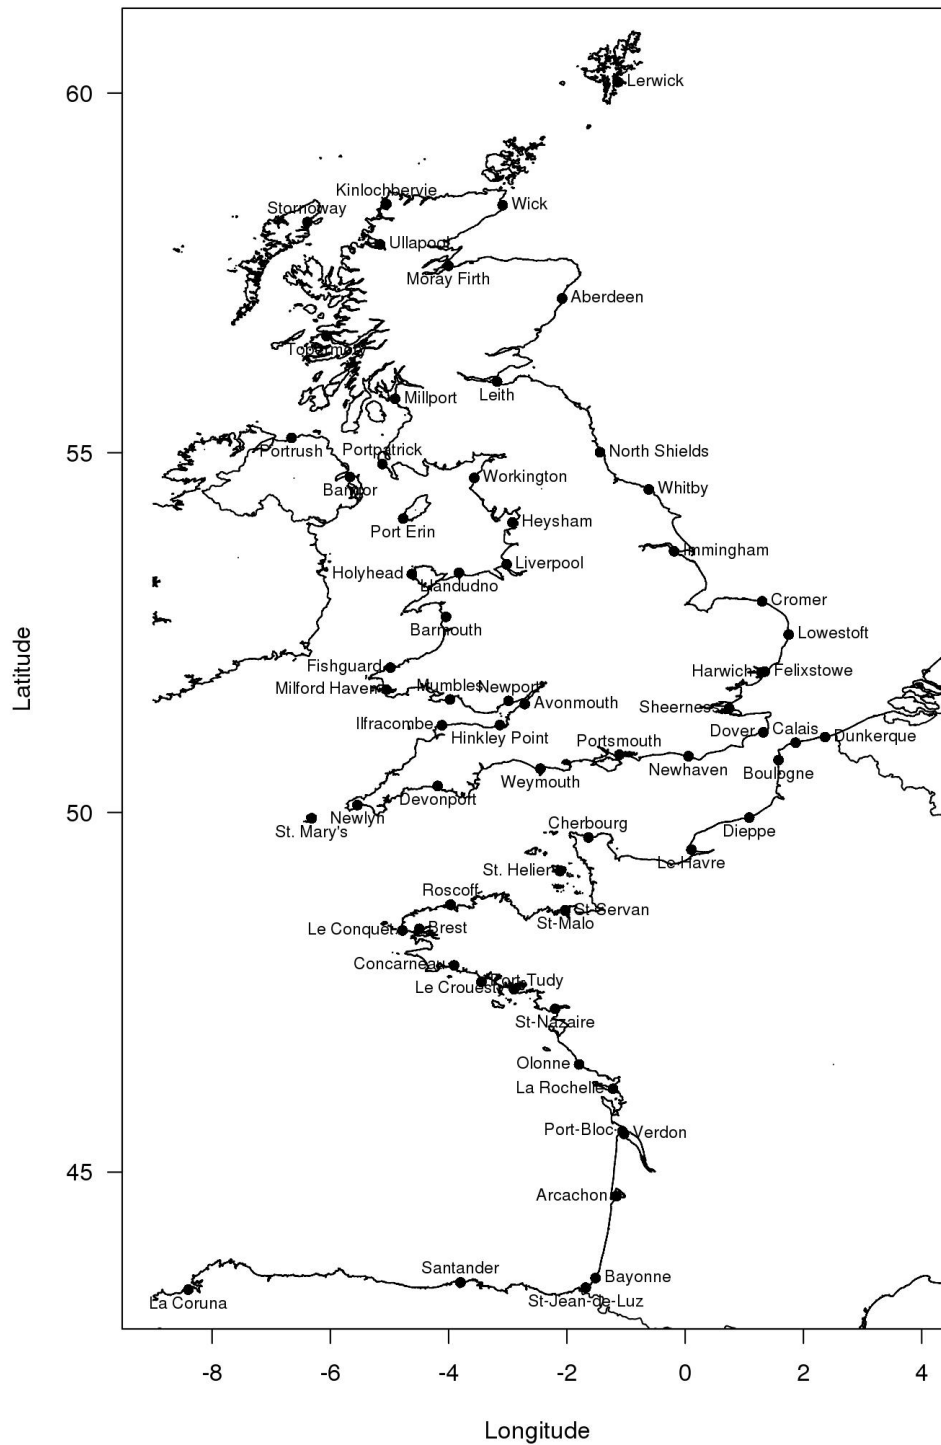 60
Lerwick
Kinlochbervie
Stornoway
Wick
Ullapool
Moray Firth
Aberdeen
Tobermory
Millport
Leith
55
Portrush
Portpatrick
North Shields
Bangor
Workington
Whitby
Port Erin
Heysham
Immingham
Holyhead
Llandudno
Liverpool
Cromer
Barmouth
Lowestoft
Fishguard
Harwich
Felixstowe
Milford Haven
Mumbles
Newport
Avonmouth
Sheerness
Ilfracombe
Hinkley Point
Portsmouth
Dover
Calais
Dunkerque
Weymouth
Newhaven
Boulogne
Devonport
50
St. Mary's
Newlyn
Cherbourg
Dieppe
St. Helier
Le Havre
Roscoff
St-Servan
St-Malo
Le Conquet
Brest
Concarneau
Port-Tudy
Le Crouesty
St-Nazaire
Olonne
La Rochelle
Port-Bloc
Verdon
45
Arcachon
Santander
Bayonne
La Coruna
St-Jean-de-Luz
-8
-6
-4
-2
0
2
4
Longitude
Latitude